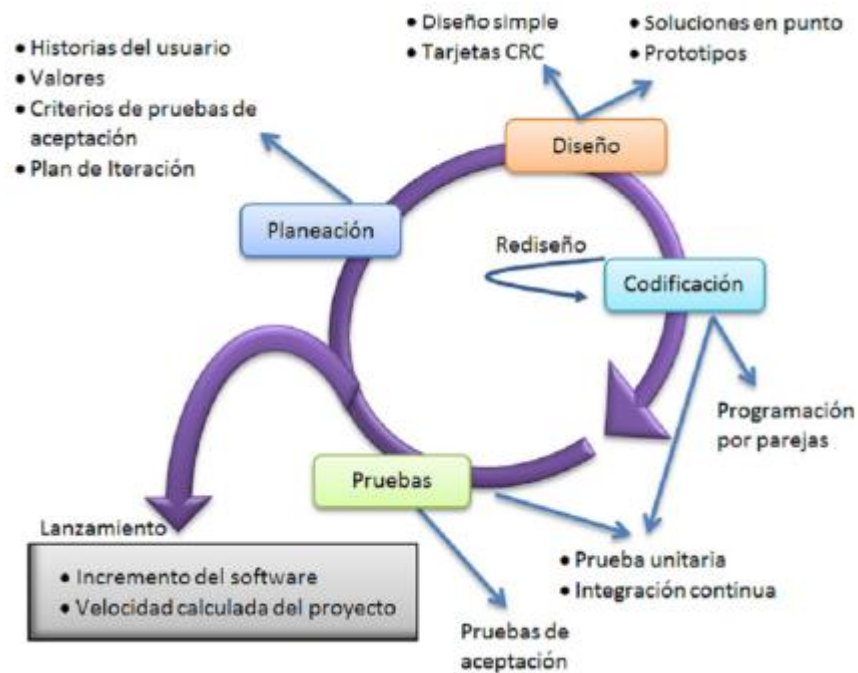 • Historias del usuario
• Valores
• Criterios de pruebas de
aceptación
• Plan de Iteración
• Diseño simple
• Tarjetas CRC
• Soluciones en punto
• Prototipos
Diseño
Planeación
Rediseño
Codificación
Programación
por parejas
Pruebas
• Prueba unitaria
• Integración continua
Pruebas de
aceptación
Lanzamiento
• Incremento del software
• Velocidad calculada del proyecto